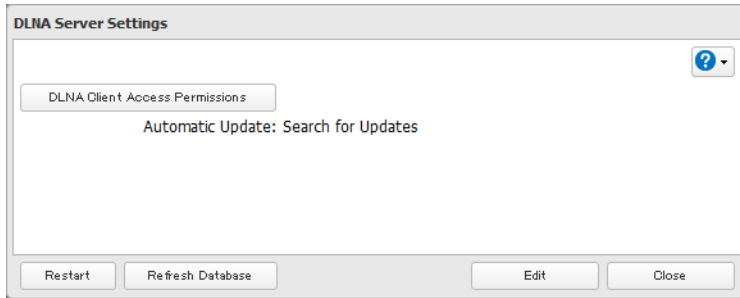 DLNA Server Settings
?
DLNA Client Access Permissions
Automatic Update: Search for Updates
Restart Refresh Database Edit Close